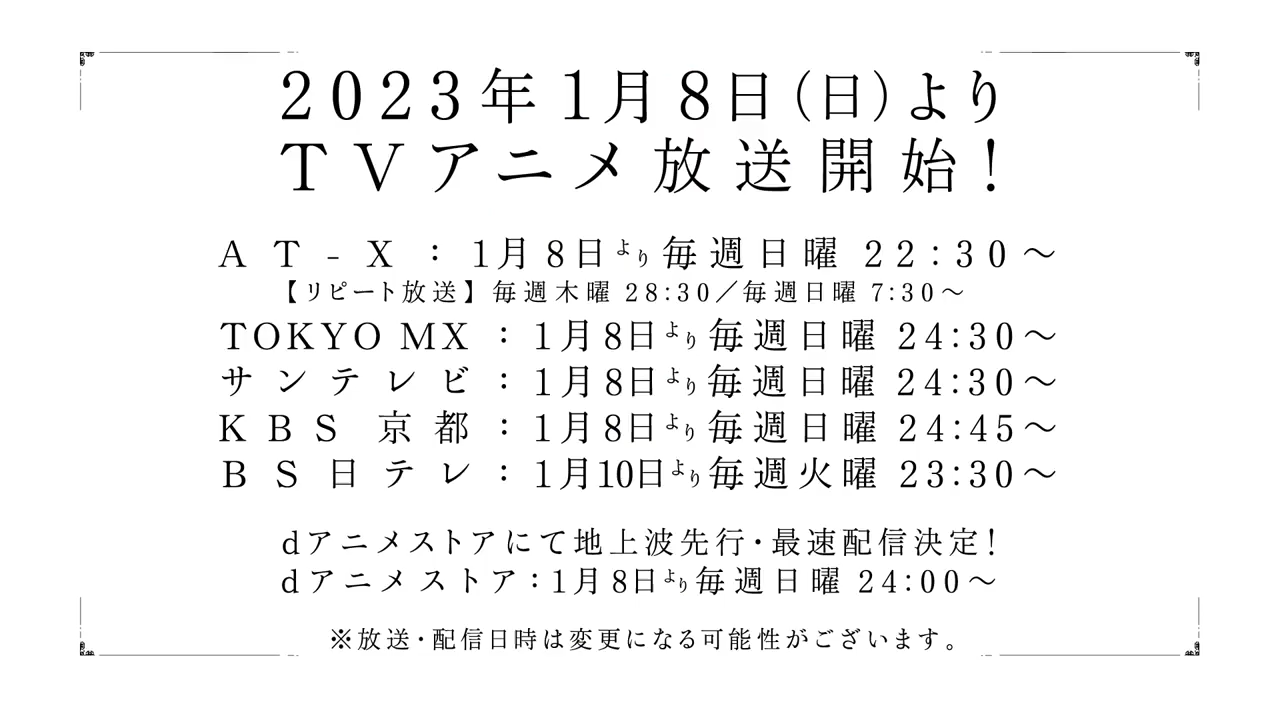 2023年1月8日(日)より
TVアニメ放送開始!
AT-X:1月8日より毎週日曜 22:30~
【リピート放送】毎週木曜 28:30/毎週日曜 7:30~
TOKYO MX:1月8日より毎週日曜 24:30~
サンテレビ:1月8日より毎週日曜 24:30~
KBS京都:1月8日より毎週日曜 24:45~
BS日テレ:1月10日より毎週火曜 23:30~
dアニメストアにて地上波先行・最速配信決定!
dアニメストア:1月8日より毎週日曜 24:00~
※放送・配信日時は変更になる可能性がございます。